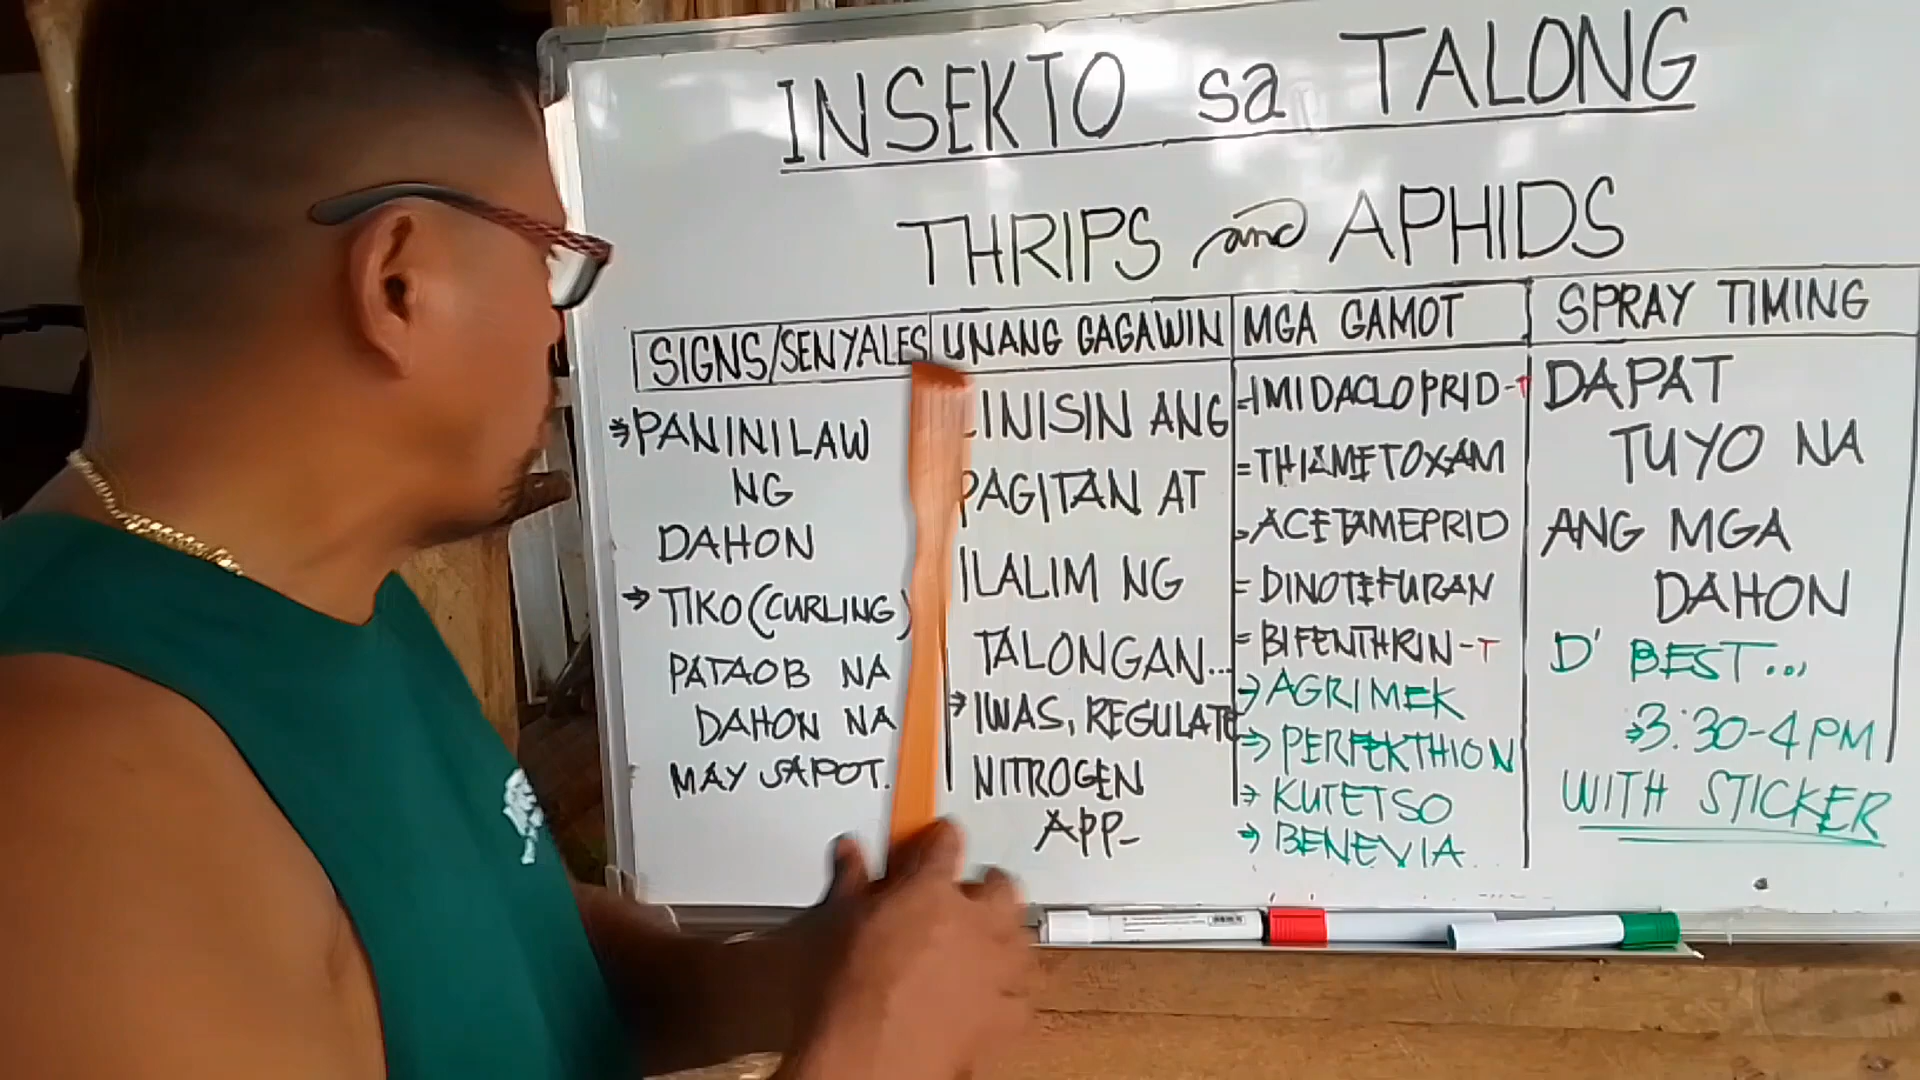 INSEKTO sa TALONG
THRIPS and APHIDS
SIGNS/SENYALES
⇒PANINILAW
NG
DAHON
→ TIKO (CURLING)
PATAOB NA
DAHON NA
MAY SAPOT.
UNANG GAGAWIN
LINISIN ANG
PAGITAN AT
ILALIM NG
TALONGAN...
⇒ IWAS, REGULATE
NITROGEN
APP-
MGA GAMOT
=IMIDACLOPRID-T
=THIAMETOXAM
=ACETAMEPRID
= DINOTEFURAN
= BIFENTHRIN-T
→AGRIMEK
⇒ PERFEKTHION
→ KUTETSO
→ BENEVIA
SPRAY TIMING
DAPAT
TUYO NA
ANG MGA
DAHON
D' BEST...
⇒3:30-4PM
WITH STICKER